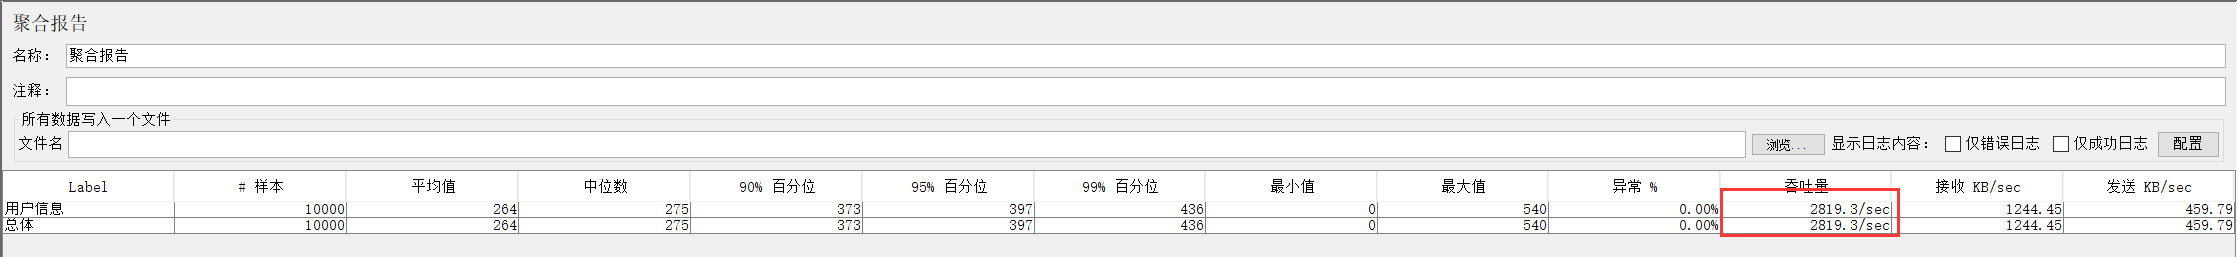 聚合报告
名称： 聚合报告
注释：
所有数据写入一个文件
文件名 浏览... 显示日志内容： 仅错误日志 仅成功日志 配置
Label # 样本 平均值 中位数 90% 百分位 95% 百分位 99% 百分位 最小值 最大值 异常 % 吞吐量 接收 KB/sec 发送 KB/sec
用户信息 10000 264 275 373 397 436 0 540 0.00% 2819.3/sec 1244.45 459.79
总体 10000 264 275 373 397 436 0 540 0.00% 2819.3/sec 1244.45 459.79